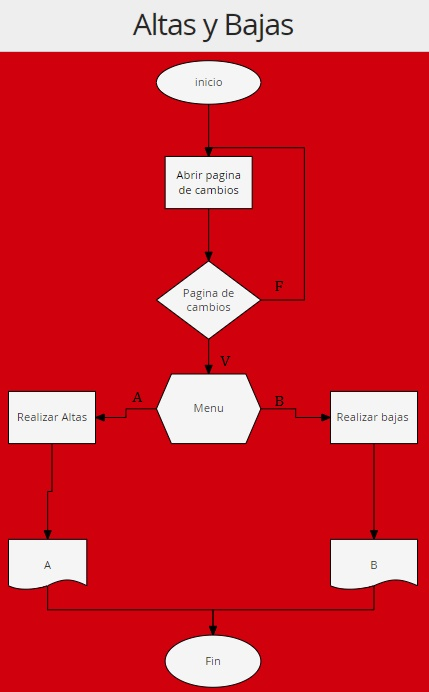 Altas y Bajas
inicio
Abrir pagina
de cambios
Pagina de
cambios
F
V
A
Menu
B
Realizar Altas
Realizar bajas
A
B
Fin